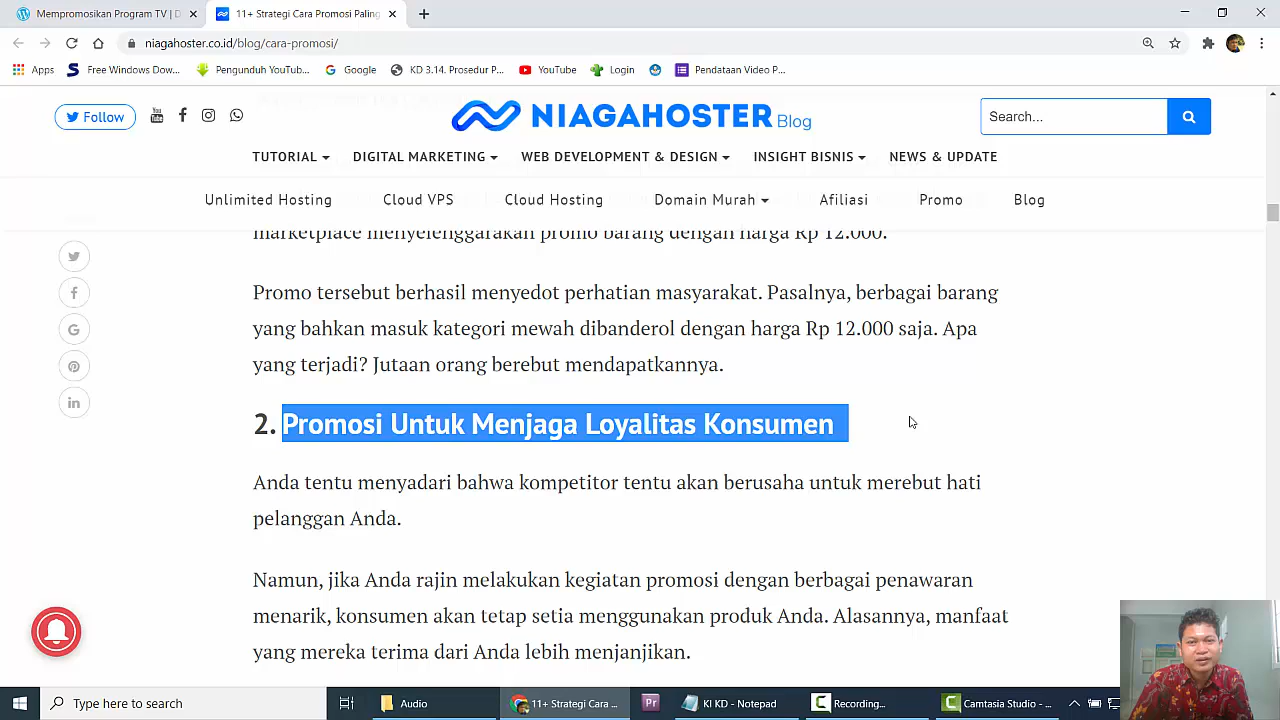 Mempromosikan Program TV | D
11+ Strategi Cara Promosi Paling
niagahoster.co.id/blog/cara-promosi/
Apps
Free Windows Dow...
Pengunduh YouTub...
Google
KD 3.14. Prosedur P...
YouTube
Login
Pendataan Video P...
Follow
NIAGAHOSTER Blog
Search...
TUTORIAL
DIGITAL MARKETING
WEB DEVELOPMENT & DESIGN
INSIGHT BISNIS
NEWS & UPDATE
Unlimited Hosting
Cloud VPS
Cloud Hosting
Domain Murah
Afiliasi
Promo
Blog
marketplace menyelenggarakan promo barang dengan harga Rp 12.000.
Promo tersebut berhasil menyedot perhatian masyarakat. Pasalnya, berbagai barang
yang bahkan masuk kategori mewah dibanderol dengan harga Rp 12.000 saja. Apa
yang terjadi? Jutaan orang berebut mendapatkannya.
2. Promosi Untuk Menjaga Loyalitas Konsumen
Anda tentu menyadari bahwa kompetitor tentu akan berusaha untuk merebut hati
pelanggan Anda.
Namun, jika Anda rajin melakukan kegiatan promosi dengan berbagai penawaran
menarik, konsumen akan tetap setia menggunakan produk Anda. Alasannya, manfaat
yang mereka terima dari Anda lebih menjanjikan.
Type here to search
Audio
11+ Strategi Cara ...
Pr
KI KD - Notepad
Recording...
Camtasia Studio - ...